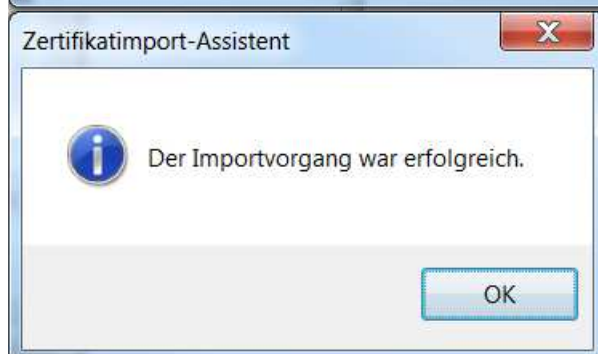 Zertifikatimport-Assistent
Der Importvorgang war erfolgreich.
OK